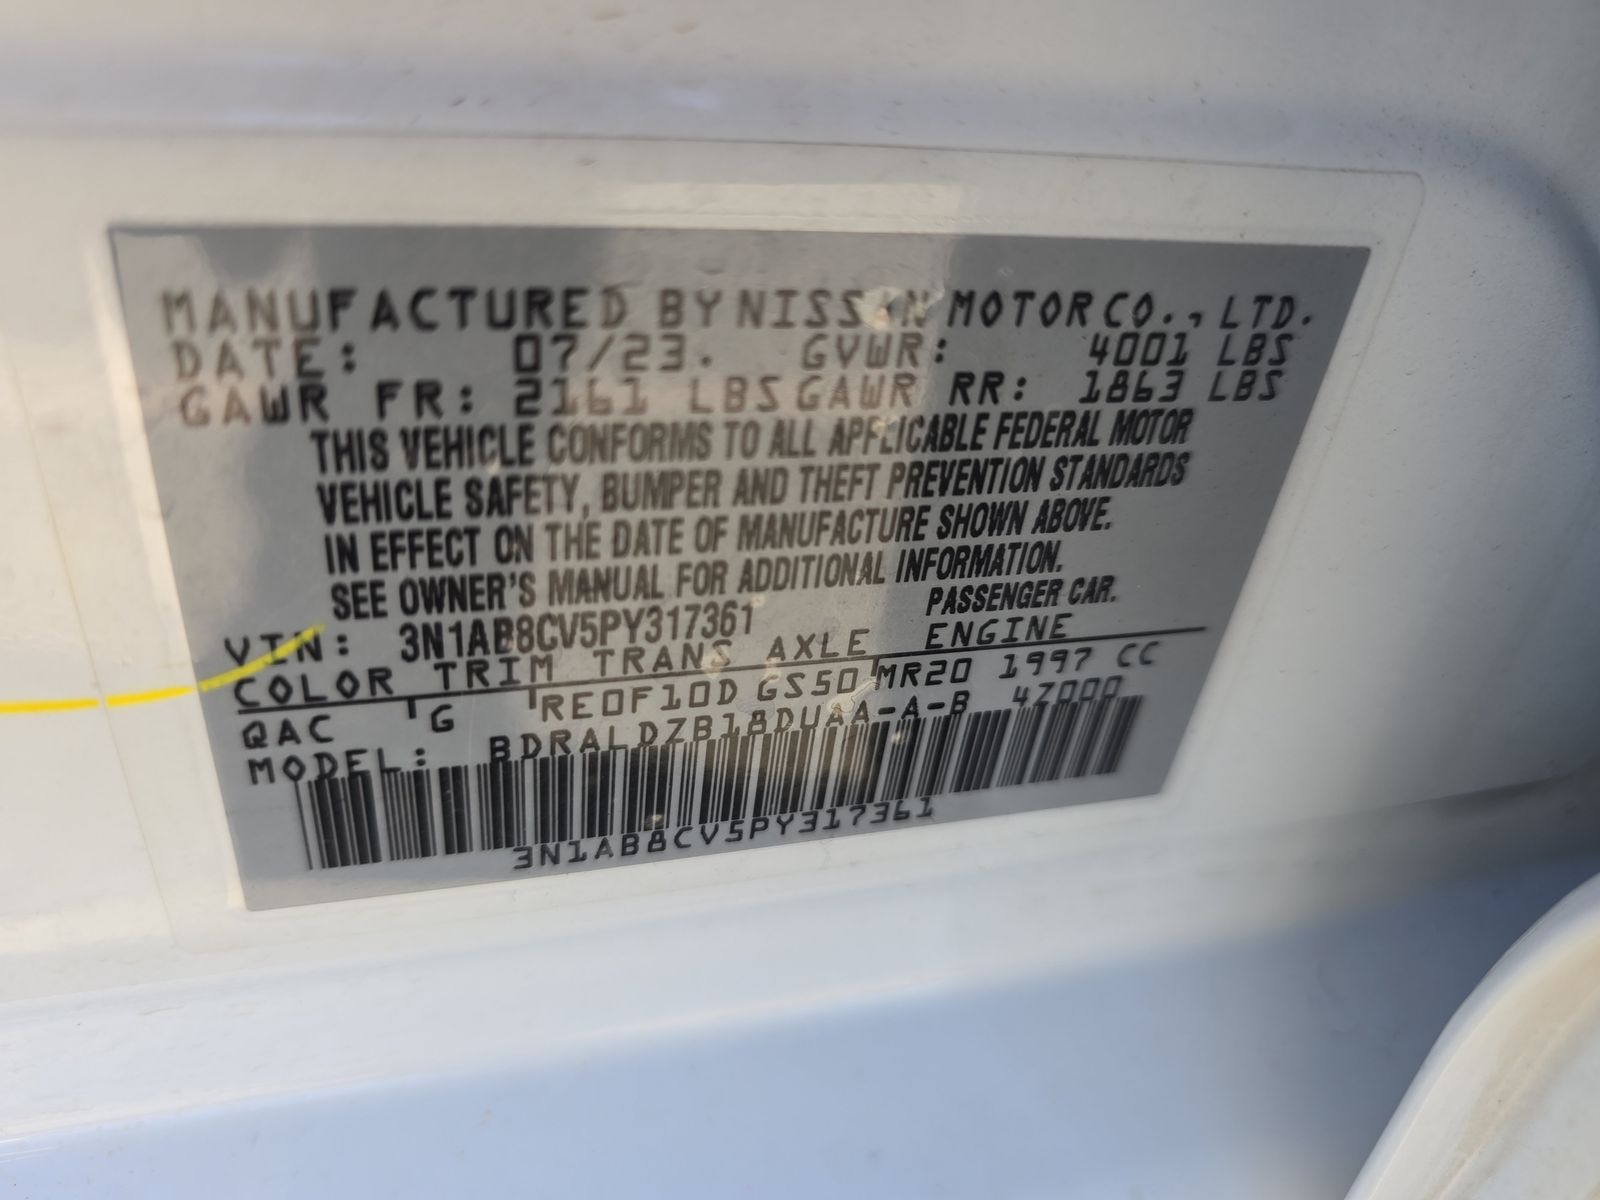 MANUFACTURED BY NISSAN MOTOR CO., LTD.
DATE: 07/23. GVWR: 4001 LBS
GAWR FR: 2161 LBS GAWR RR: 1863 LBS
THIS VEHICLE CONFORMS TO ALL APPLICABLE FEDERAL MOTOR
VEHICLE SAFETY, BUMPER AND THEFT PREVENTION STANDARDS
IN EFFECT ON THE DATE OF MANUFACTURE SHOWN ABOVE.
SEE OWNER'S MANUAL FOR ADDITIONAL INFORMATION.
VIN: 3N1AB8CV5PY317361 PASSENGER CAR.
COLOR TRIM TRANS AXLE ENGINE
QAC G RE0F10D GS50 MR20 1997 CC
MODEL: BDRALDZB18DUAA-A-B 4Z000
3N1AB8CV5PY317361